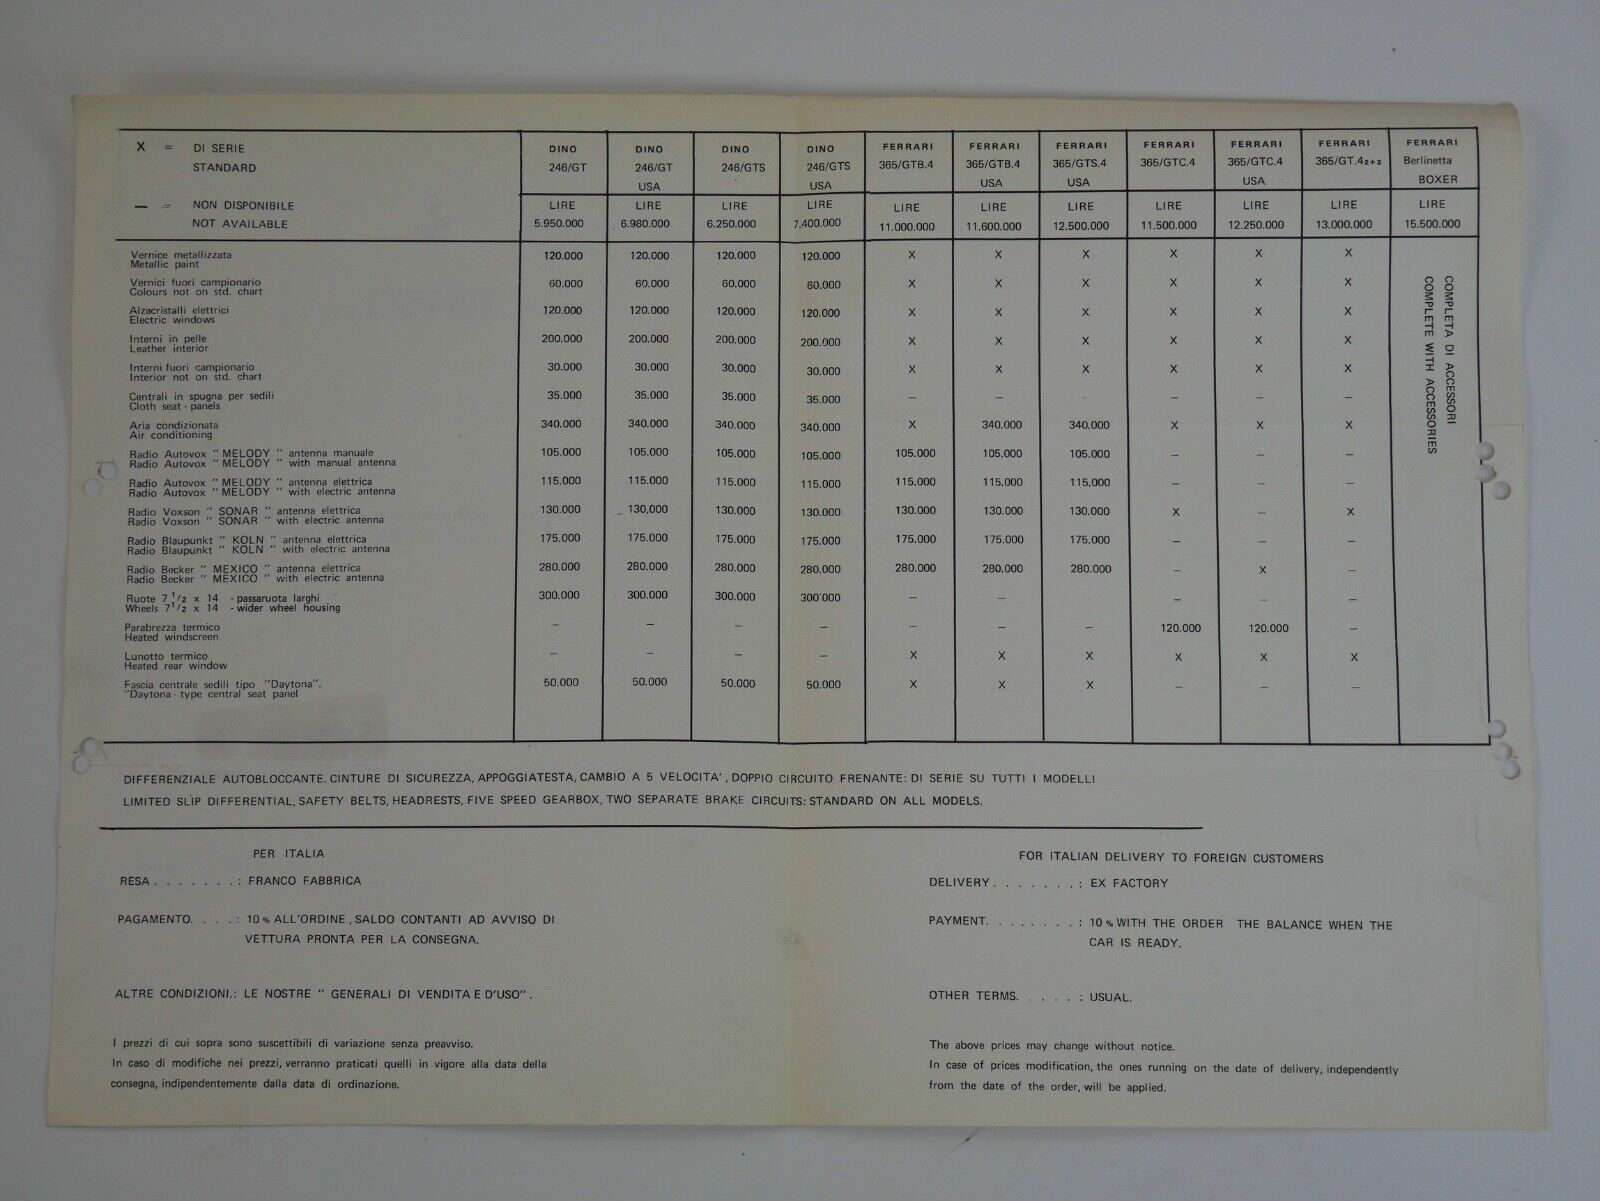 X = DI SERIE
STANDARD
— = NON DISPONIBILE
NOT AVAILABLE
DINO 246/GT LIRE 5.950.000
DINO 246/GT USA LIRE 6.980.000
DINO 246/GTS LIRE 6.250.000
DINO 246/GTS USA LIRE 7.400.000
FERRARI 365/GTB.4 LIRE 11.000.000
FERRARI 365/GTB.4 USA LIRE 11.600.000
FERRARI 365/GTS.4 USA LIRE 12.500.000
FERRARI 365/GTC.4 LIRE 11.500.000
FERRARI 365/GTC.4 USA LIRE 12.250.000
FERRARI 365/GT.4 2+2 LIRE 13.000.000
FERRARI Berlinetta BOXER LIRE 15.500.000
Vernice metallizzata
Metallic paint 120.000 120.000 120.000 120.000 X X X X X X
Vernici fuori campionario
Colours not on std. chart 60.000 60.000 60.000 60.000 X X X X X X
Alzacristalli elettrici
Electric windows 120.000 120.000 120.000 120.000 X X X X X X
Interni in pelle
Leather interior 200.000 200.000 200.000 200.000 X X X X X X
Interni fuori campionario
Interior not on std. chart 30.000 30.000 30.000 30.000 X X X X X X
Centrali in spugna per sedili
Cloth seat - panels 35.000 35.000 35.000 35.000 — — — — — —
Aria condizionata
Air conditioning 340.000 340.000 340.000 340.000 X 340.000 340.000 X X X
Radio Autovox " MELODY " antenna manuale
Radio Autovox " MELODY " with manual antenna 105.000 105.000 105.000 105.000 105.000 105.000 105.000 — — —
Radio Autovox " MELODY " antenna elettrica
Radio Autovox " MELODY " with electric antenna 115.000 115.000 115.000 115.000 115.000 115.000 115.000 — — —
Radio Voxson " SONAR " antenna elettrica
Radio Voxson " SONAR " with electric antenna 130.000 130,000 130.000 130.000 130.000 130.000 130.000 X — X
Radio Blaupunkt " KOLN " antenna elettrica
Radio Blaupunkt " KOLN " with electric antenna 175.000 175.000 175.000 175.000 175.000 175.000 175.000 — — —
Radio Becker " MEXICO " antenna elettrica
Radio Becker " MEXICO " with electric antenna 280.000 280.000 280.000 280.000 280.000 280.000 280.000 — X —
Ruote 7 1/2 x 14 - passaruota larghi
Wheels 7 1/2 x 14 - wider wheel housing 300.000 300.000 300.000 300.000 — — — — — —
Parabrezza termico
Heated windscreen — — — — — — — 120.000 120.000 —
Lunotto termico
Heated rear window — — — — X X X X X X
Fascia centrale sedili tipo "Daytona".
"Daytona - type central seat panel 50.000 50.000 50.000 50.000 X X X — — —
COMPLETA DI ACCESSORI
COMPLETE WITH ACCESSORIES
DIFFERENZIALE AUTOBLOCCANTE. CINTURE DI SICUREZZA, APPOGGIATESTA, CAMBIO A 5 VELOCITA', DOPPIO CIRCUITO FRENANTE: DI SERIE SU TUTTI I MODELLI
LIMITED SLIP DIFFERENTIAL, SAFETY BELTS, HEADRESTS, FIVE SPEED GEARBOX, TWO SEPARATE BRAKE CIRCUITS: STANDARD ON ALL MODELS.
PER ITALIA
RESA . . . . . . . : FRANCO FABBRICA
PAGAMENTO. . . . : 10 % ALL'ORDINE, SALDO CONTANTI AD AVVISO DI
VETTURA PRONTA PER LA CONSEGNA.
ALTRE CONDIZIONI.: LE NOSTRE " GENERALI DI VENDITA E D'USO".
I prezzi di cui sopra sono suscettibili di variazione senza preavviso.
In caso di modifiche nei prezzi, verranno praticati quelli in vigore alla data della
consegna, indipendentemente dalla data di ordinazione.
FOR ITALIAN DELIVERY TO FOREIGN CUSTOMERS
DELIVERY . . . . . . . : EX FACTORY
PAYMENT. . . . . . . . : 10 % WITH THE ORDER THE BALANCE WHEN THE
CAR IS READY.
OTHER TERMS. . . . . : USUAL.
The above prices may change without notice.
In case of prices modification, the ones running on the date of delivery, independently
from the date of the order, will be applied.